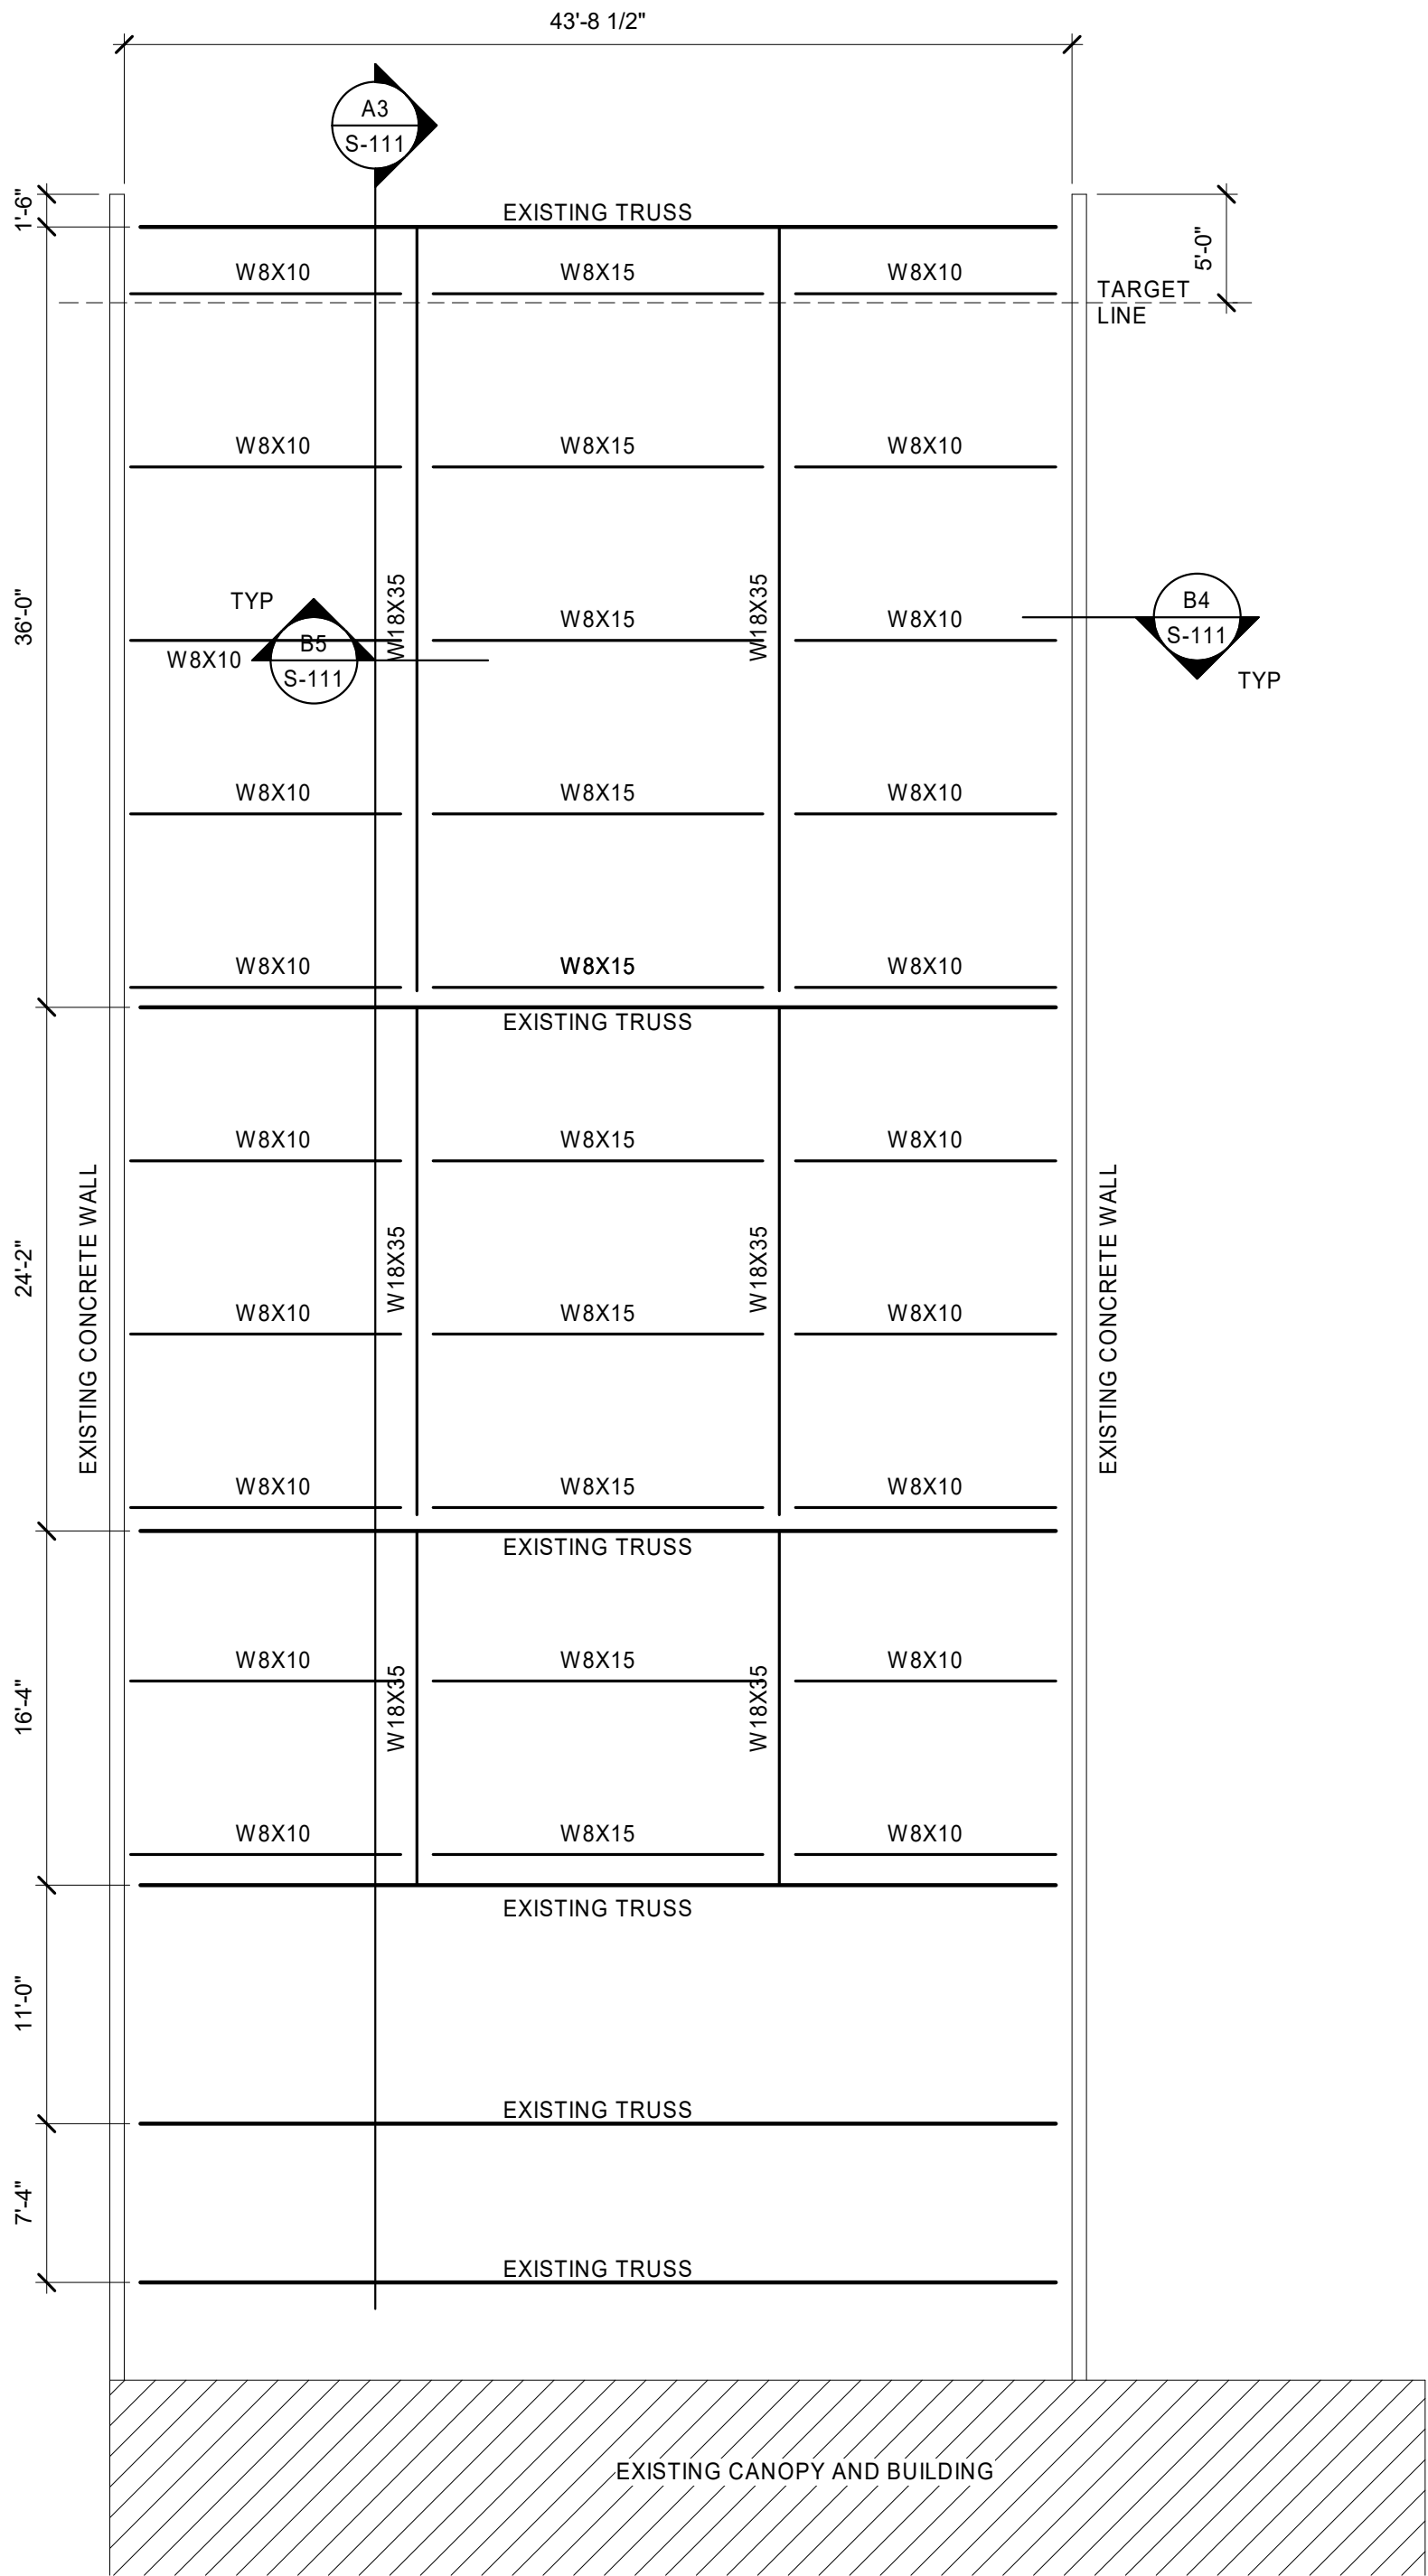 43'-8 1/2"
A3
S-111
1'-6"
EXISTING TRUSS
5'-0"
W8X10
W8X15
W8X10
TARGET
LINE
W8X10
W8X15
W8X10
36'-0"
TYP
W18X35
W8X15
W18X35
W8X10
B4
S-111
TYP
W8X10
B5
S-111
W8X10
W8X15
W8X10
W8X10
W8X15
W8X10
EXISTING TRUSS
W8X10
W8X15
W8X10
EXISTING CONCRETE WALL
EXISTING CONCRETE WALL
24'-2"
W18X35
W18X35
W8X10
W8X15
W8X10
W8X10
W8X15
W8X10
EXISTING TRUSS
W8X10
W8X15
W8X10
16'-4"
W18X35
W18X35
W8X10
W8X15
W8X10
EXISTING TRUSS
11'-0"
EXISTING TRUSS
7'-4"
EXISTING TRUSS
EXISTING CANOPY AND BUILDING